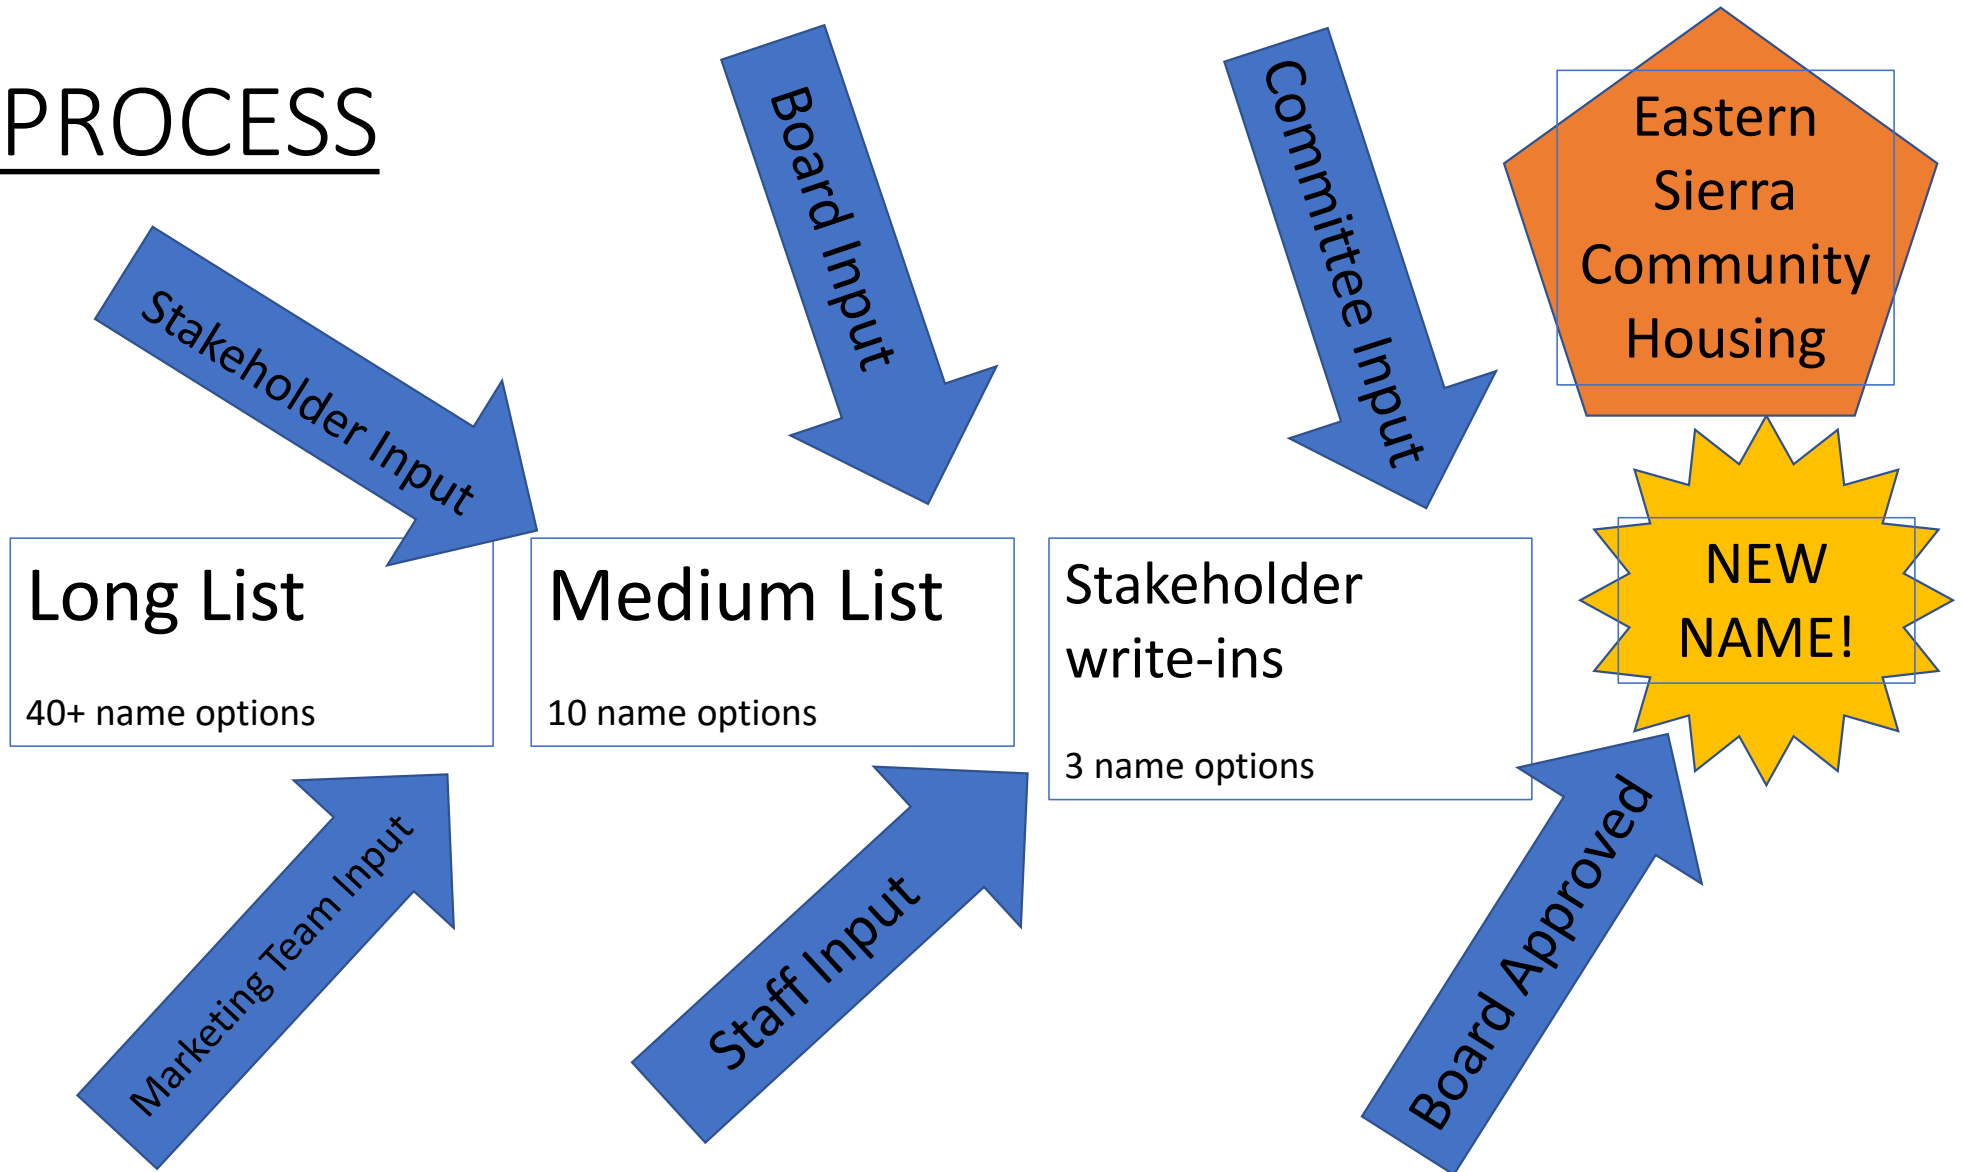 PROCESS
Stakeholder Input
Board Input
Committee Input
Eastern
Sierra
Community
Housing
Long List
40+ name options
Medium List
10 name options
Stakeholder
write-ins
3 name options
NEW
NAME!
Marketing Team Input
Staff Input
Board Approved